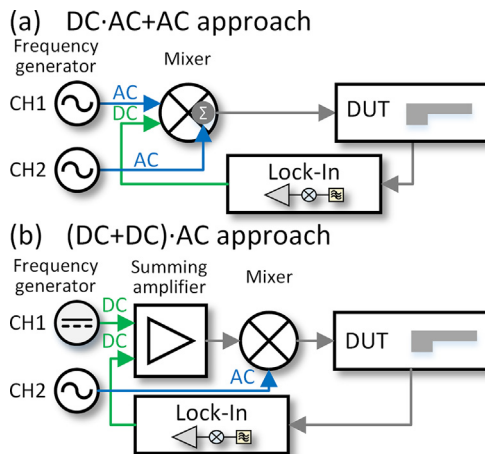 (a) DC·AC+AC approach
Frequency
generator
Mixer
CH1
AC
DC
Σ
DUT
CH2
AC
Lock-In
(b) (DC+DC)·AC approach
Frequency
generator
Summing
amplifier
Mixer
CH1
DC
DC
DUT
CH2
AC
Lock-In